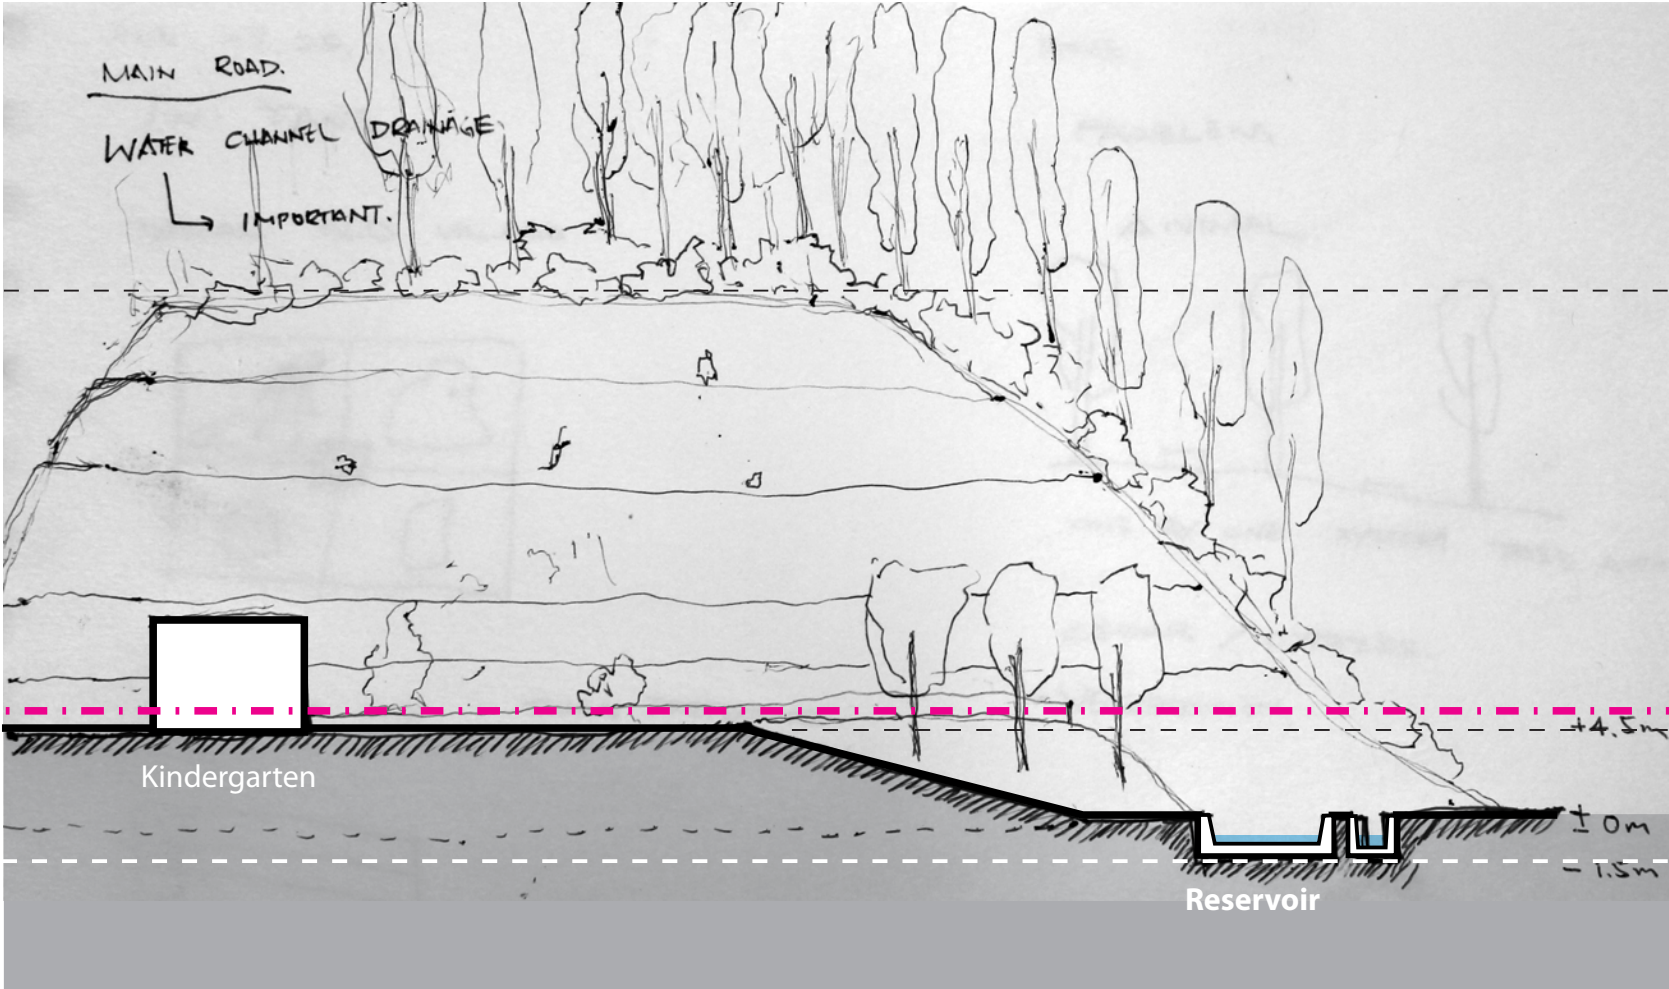 MAIN ROAD.
WATER CHANNEL DRAINAGE
IMPORTANT.
+4.5m
Kindergarten
± 0m
- 1.5m
Reservoir